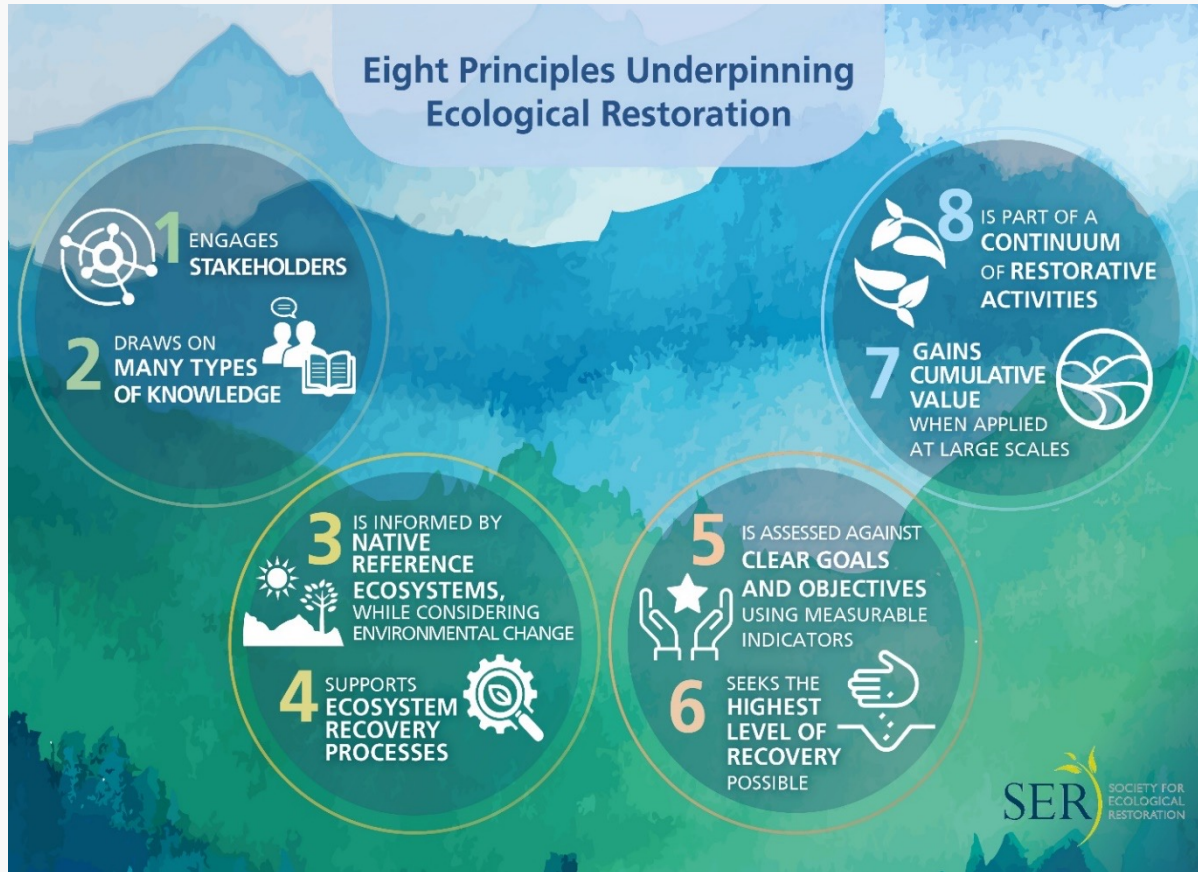 Eight Principles Underpinning
Ecological Restoration
1 ENGAGES
STAKEHOLDERS
2 DRAWS ON
MANY TYPES
OF KNOWLEDGE
3 IS INFORMED BY
NATIVE
REFERENCE
ECOSYSTEMS,
WHILE CONSIDERING
ENVIRONMENTAL CHANGE
4 SUPPORTS
ECOSYSTEM
RECOVERY
PROCESSES
5 IS ASSESSED AGAINST
CLEAR GOALS
AND OBJECTIVES
USING MEASURABLE
INDICATORS
6 SEEKS THE
HIGHEST
LEVEL OF
RECOVERY
POSSIBLE
7 GAINS
CUMULATIVE
VALUE
WHEN APPLIED
AT LARGE SCALES
8 IS PART OF A
CONTINUUM
OF RESTORATIVE
ACTIVITIES
SER
SOCIETY FOR
ECOLOGICAL
RESTORATION